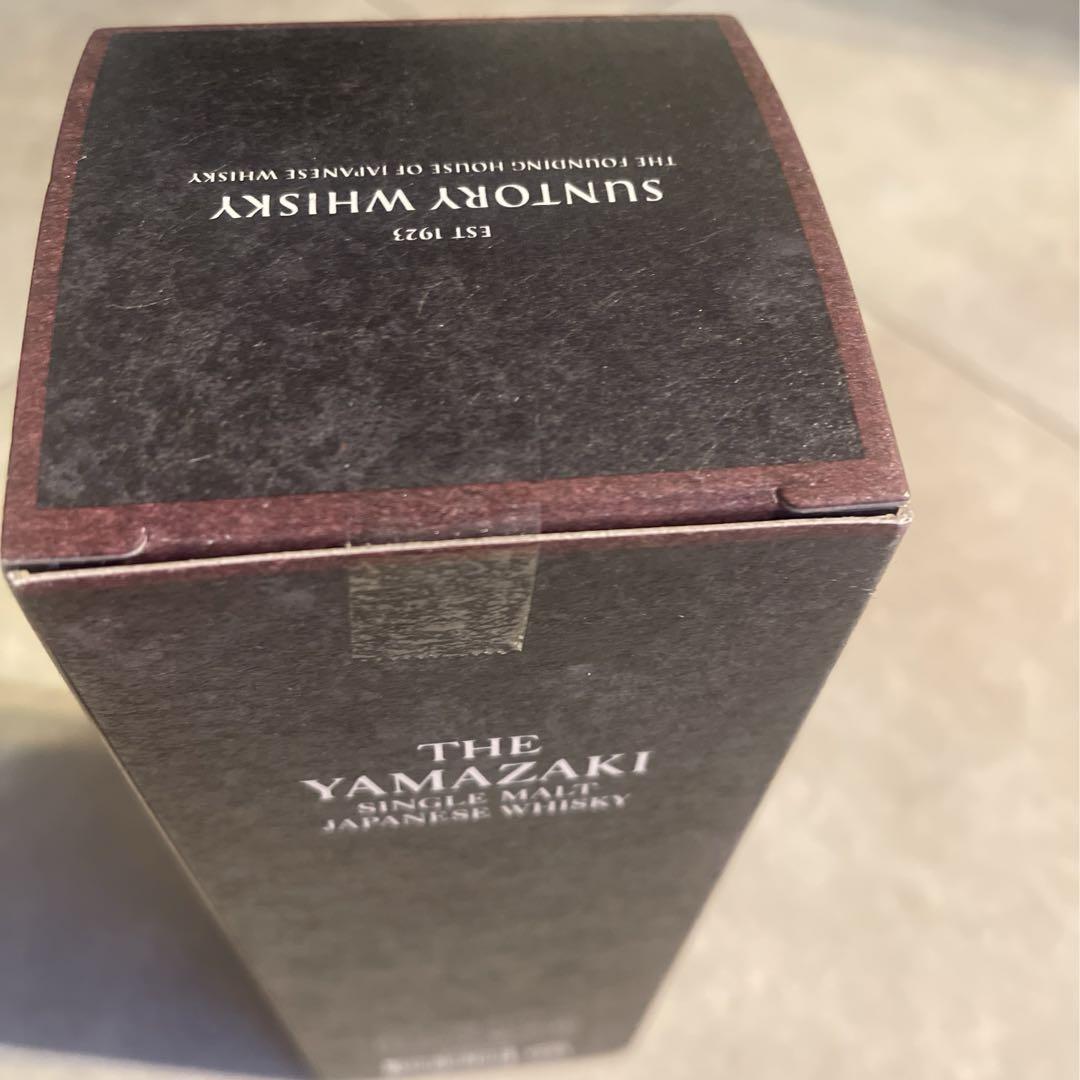 EST 1923
SUNTORY WHISKY
THE FOUNDING HOUSE OF JAPANESE WHISKY
THE
YAMAZAKI
SINGLE MALT
JAPANESE WHISKY